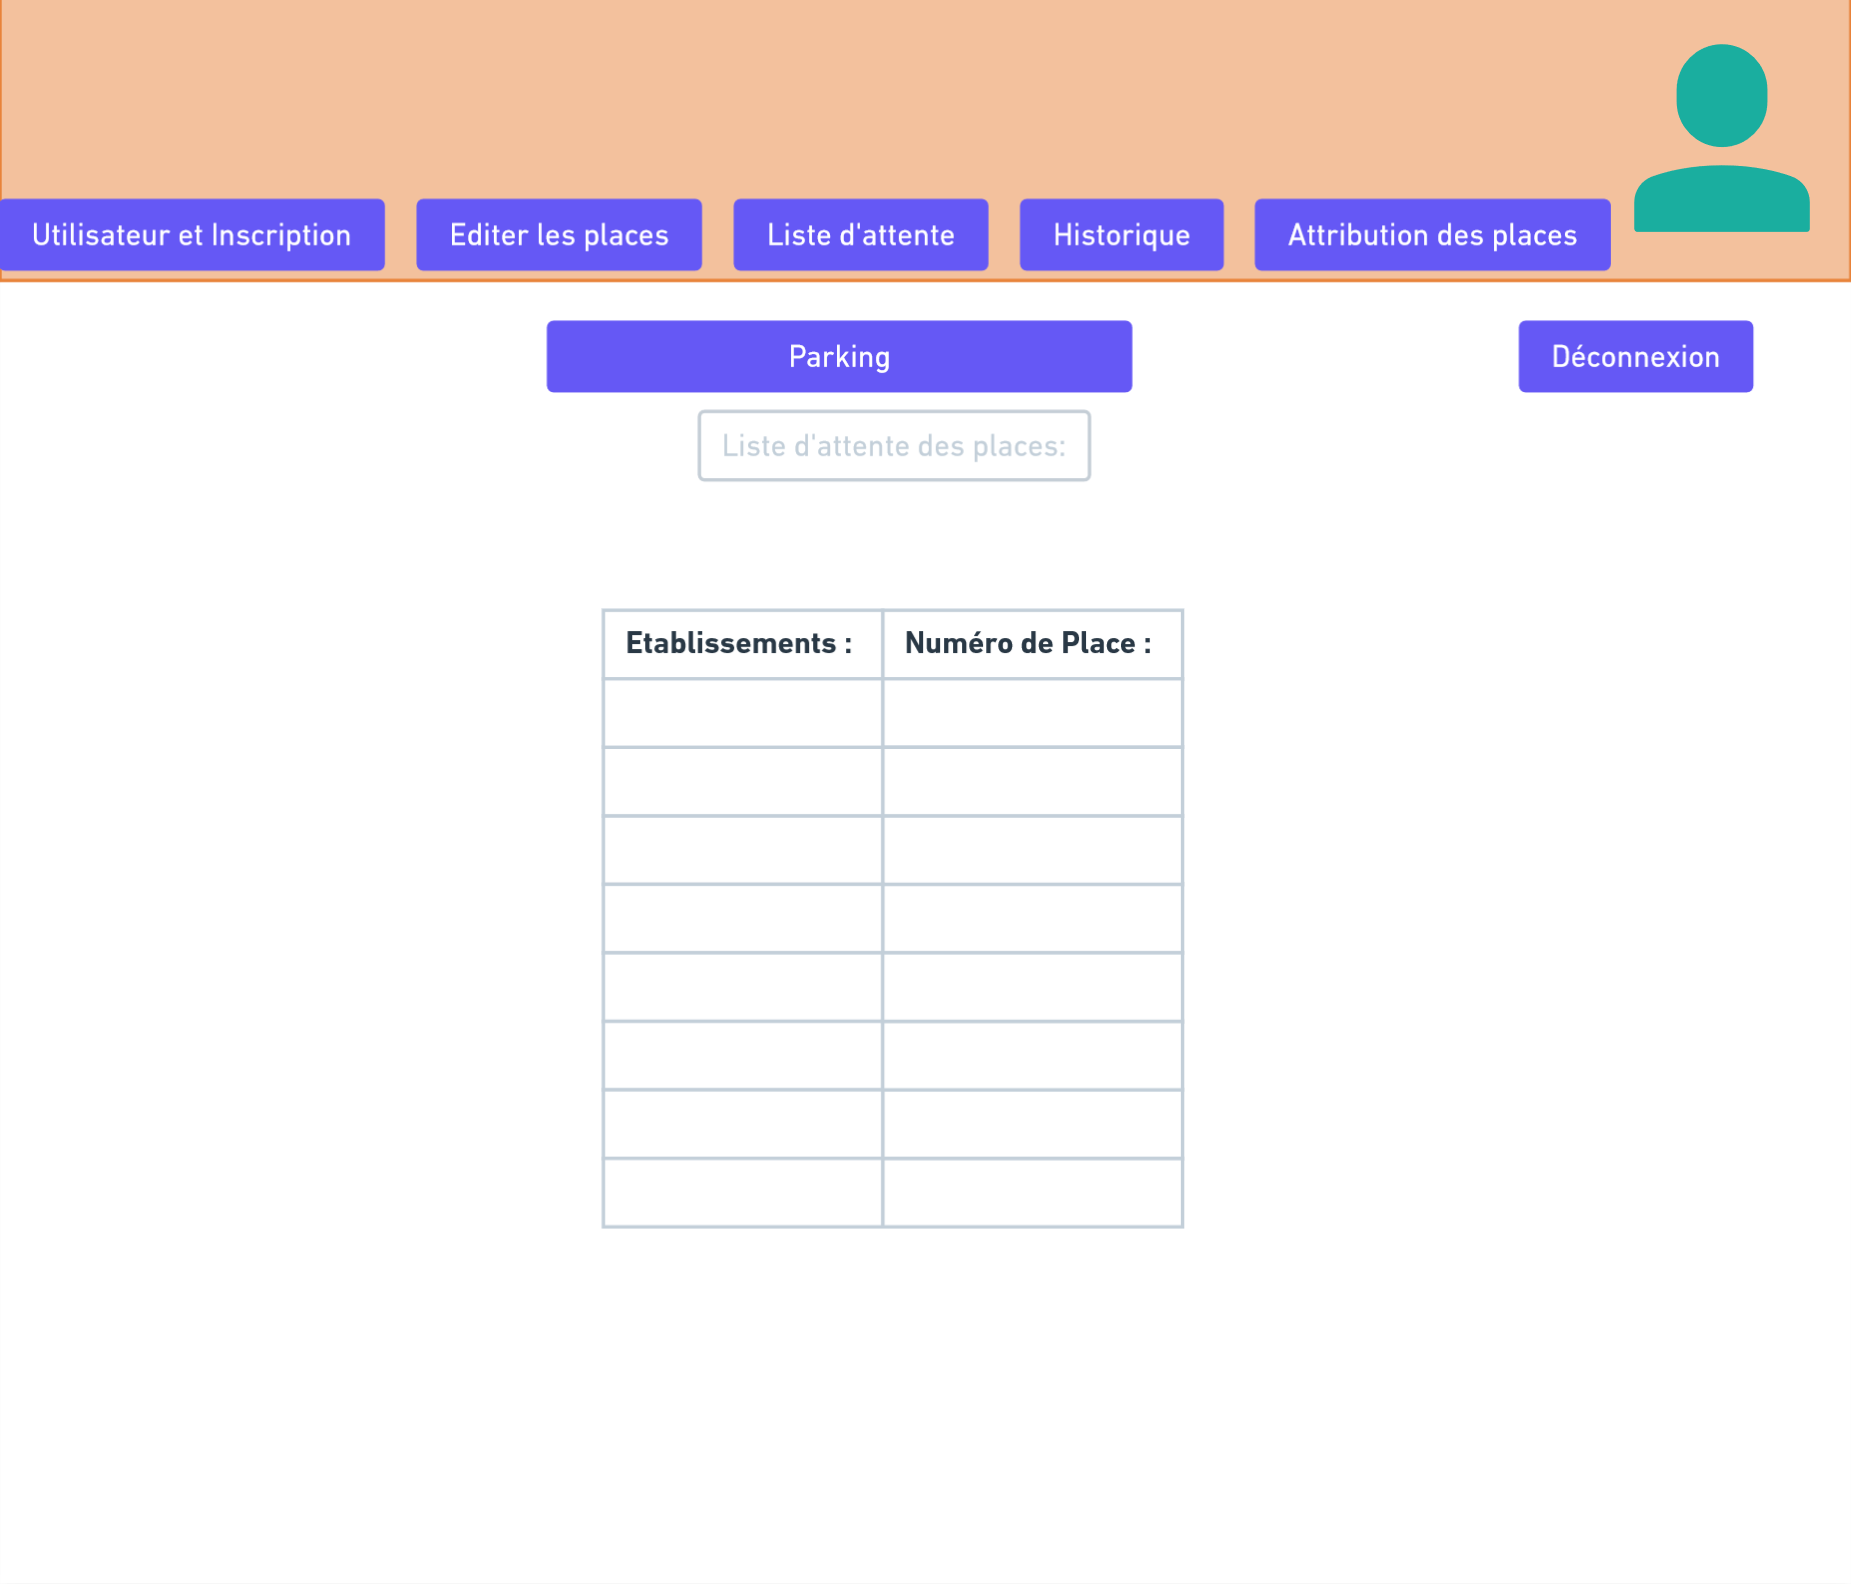 Utilisateur et Inscription
Editer les places
Liste d'attente
Historique
Attribution des places
Parking
Déconnexion
Liste d'attente des places:
Etablissements :
Numéro de Place :